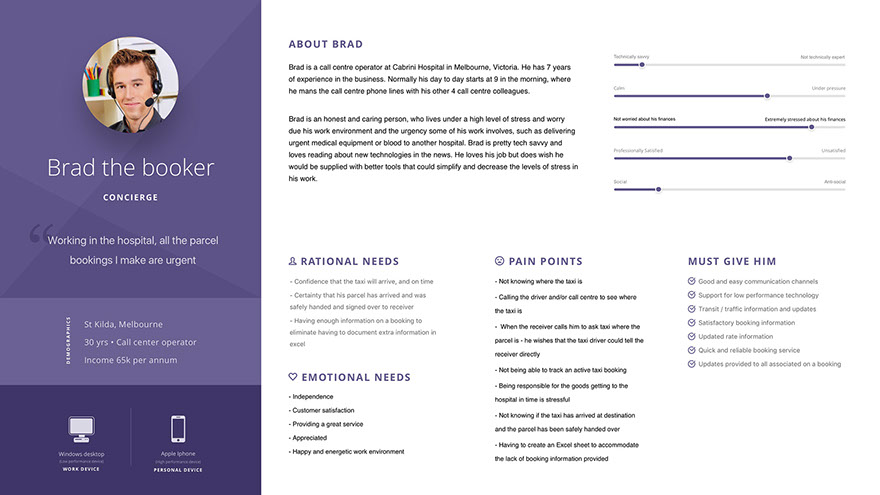 Brad the booker
CONCIERGE
“Working in the hospital, all the parcel
bookings I make are urgent
DEMOGRAPHICS
St Kilda, Melbourne
30 yrs • Call center operator
Income 65k per annum
Windows desktop
(Low performance device)
WORK DEVICE
Apple Iphone
(High performance device)
PERSONAL DEVICE
ABOUT BRAD
Brad is a call centre operator at Cabrini Hospital in Melbourne, Victoria. He has 7 years
of experience in the business. Normally his day to day starts at 9 in the morning, where
he mans the call centre phone lines with his other 4 call centre colleagues.
Brad is an honest and caring person, who lives under a high level of stress and worry
due his work environment and the urgency some of his work involves, such as delivering
urgent medical equipment or blood to another hospital. Brad is pretty tech savvy and
loves reading about new technologies in the news. He loves his job but does wish he
would be supplied with better tools that could simplify and decrease the levels of stress in
his work.
Technically savvy Not technically expert
Calm Under pressure
Not worried about his finances Extremely stressed about his finances
Professionally Satisfied Unsatisfied
Social Anti-social
RATIONAL NEEDS
- Confidence that the taxi will arrive, and on time
- Certainty that his parcel has arrived and was
safely handed and signed over to receiver
- Having enough information on a booking to
eliminate having to document extra information in
excel
EMOTIONAL NEEDS
- Independence
- Customer satisfaction
- Providing a great service
- Appreciated
- Happy and energetic work environment
PAIN POINTS
- Not knowing where the taxi is
- Calling the driver and/or call centre to see where
the taxi is
- When the receiver calls him to ask taxi where the
parcel is - he wishes that the taxi driver could tell the
receiver directly
- Not being able to track an active taxi booking
- Being responsible for the goods getting to the
hospital in time is stressful
- Not knowing if the taxi has arrived at destination
and the parcel has been safely handed over
- Having to create an Excel sheet to accommodate
the lack of booking information provided
MUST GIVE HIM
Good and easy communication channels
Support for low performance technology
Transit / traffic information and updates
Satisfactory booking information
Updated rate information
Quick and reliable booking service
Updates provided to all associated on a booking